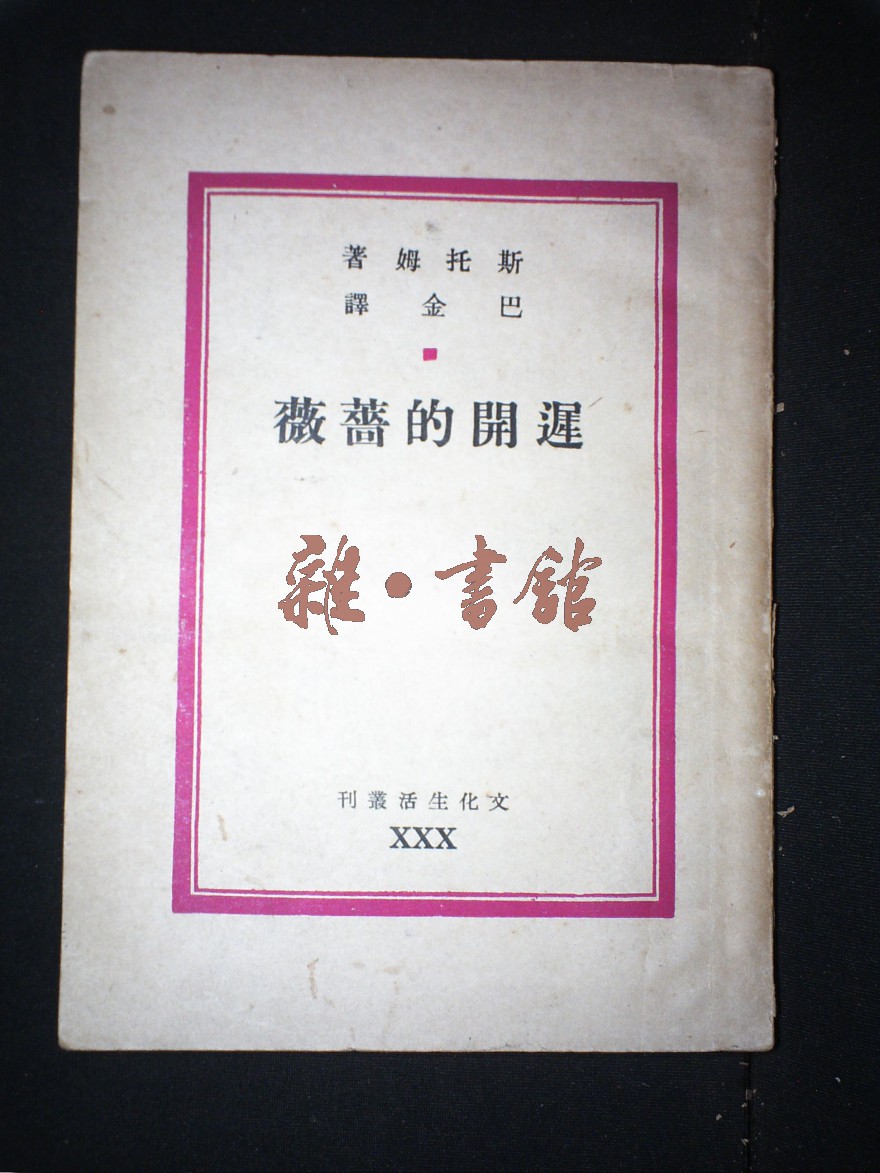 斯托姆著
巴金譯
遲開的薔薇
雜·書館
文化生活叢刊
XXX